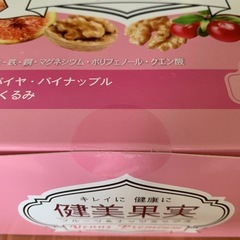 ・鉄・銅・マグネシウム・ポリフェノール・クエン酸
パイヤ・パイナップル
くるみ
キレイに 健康に
健美果実